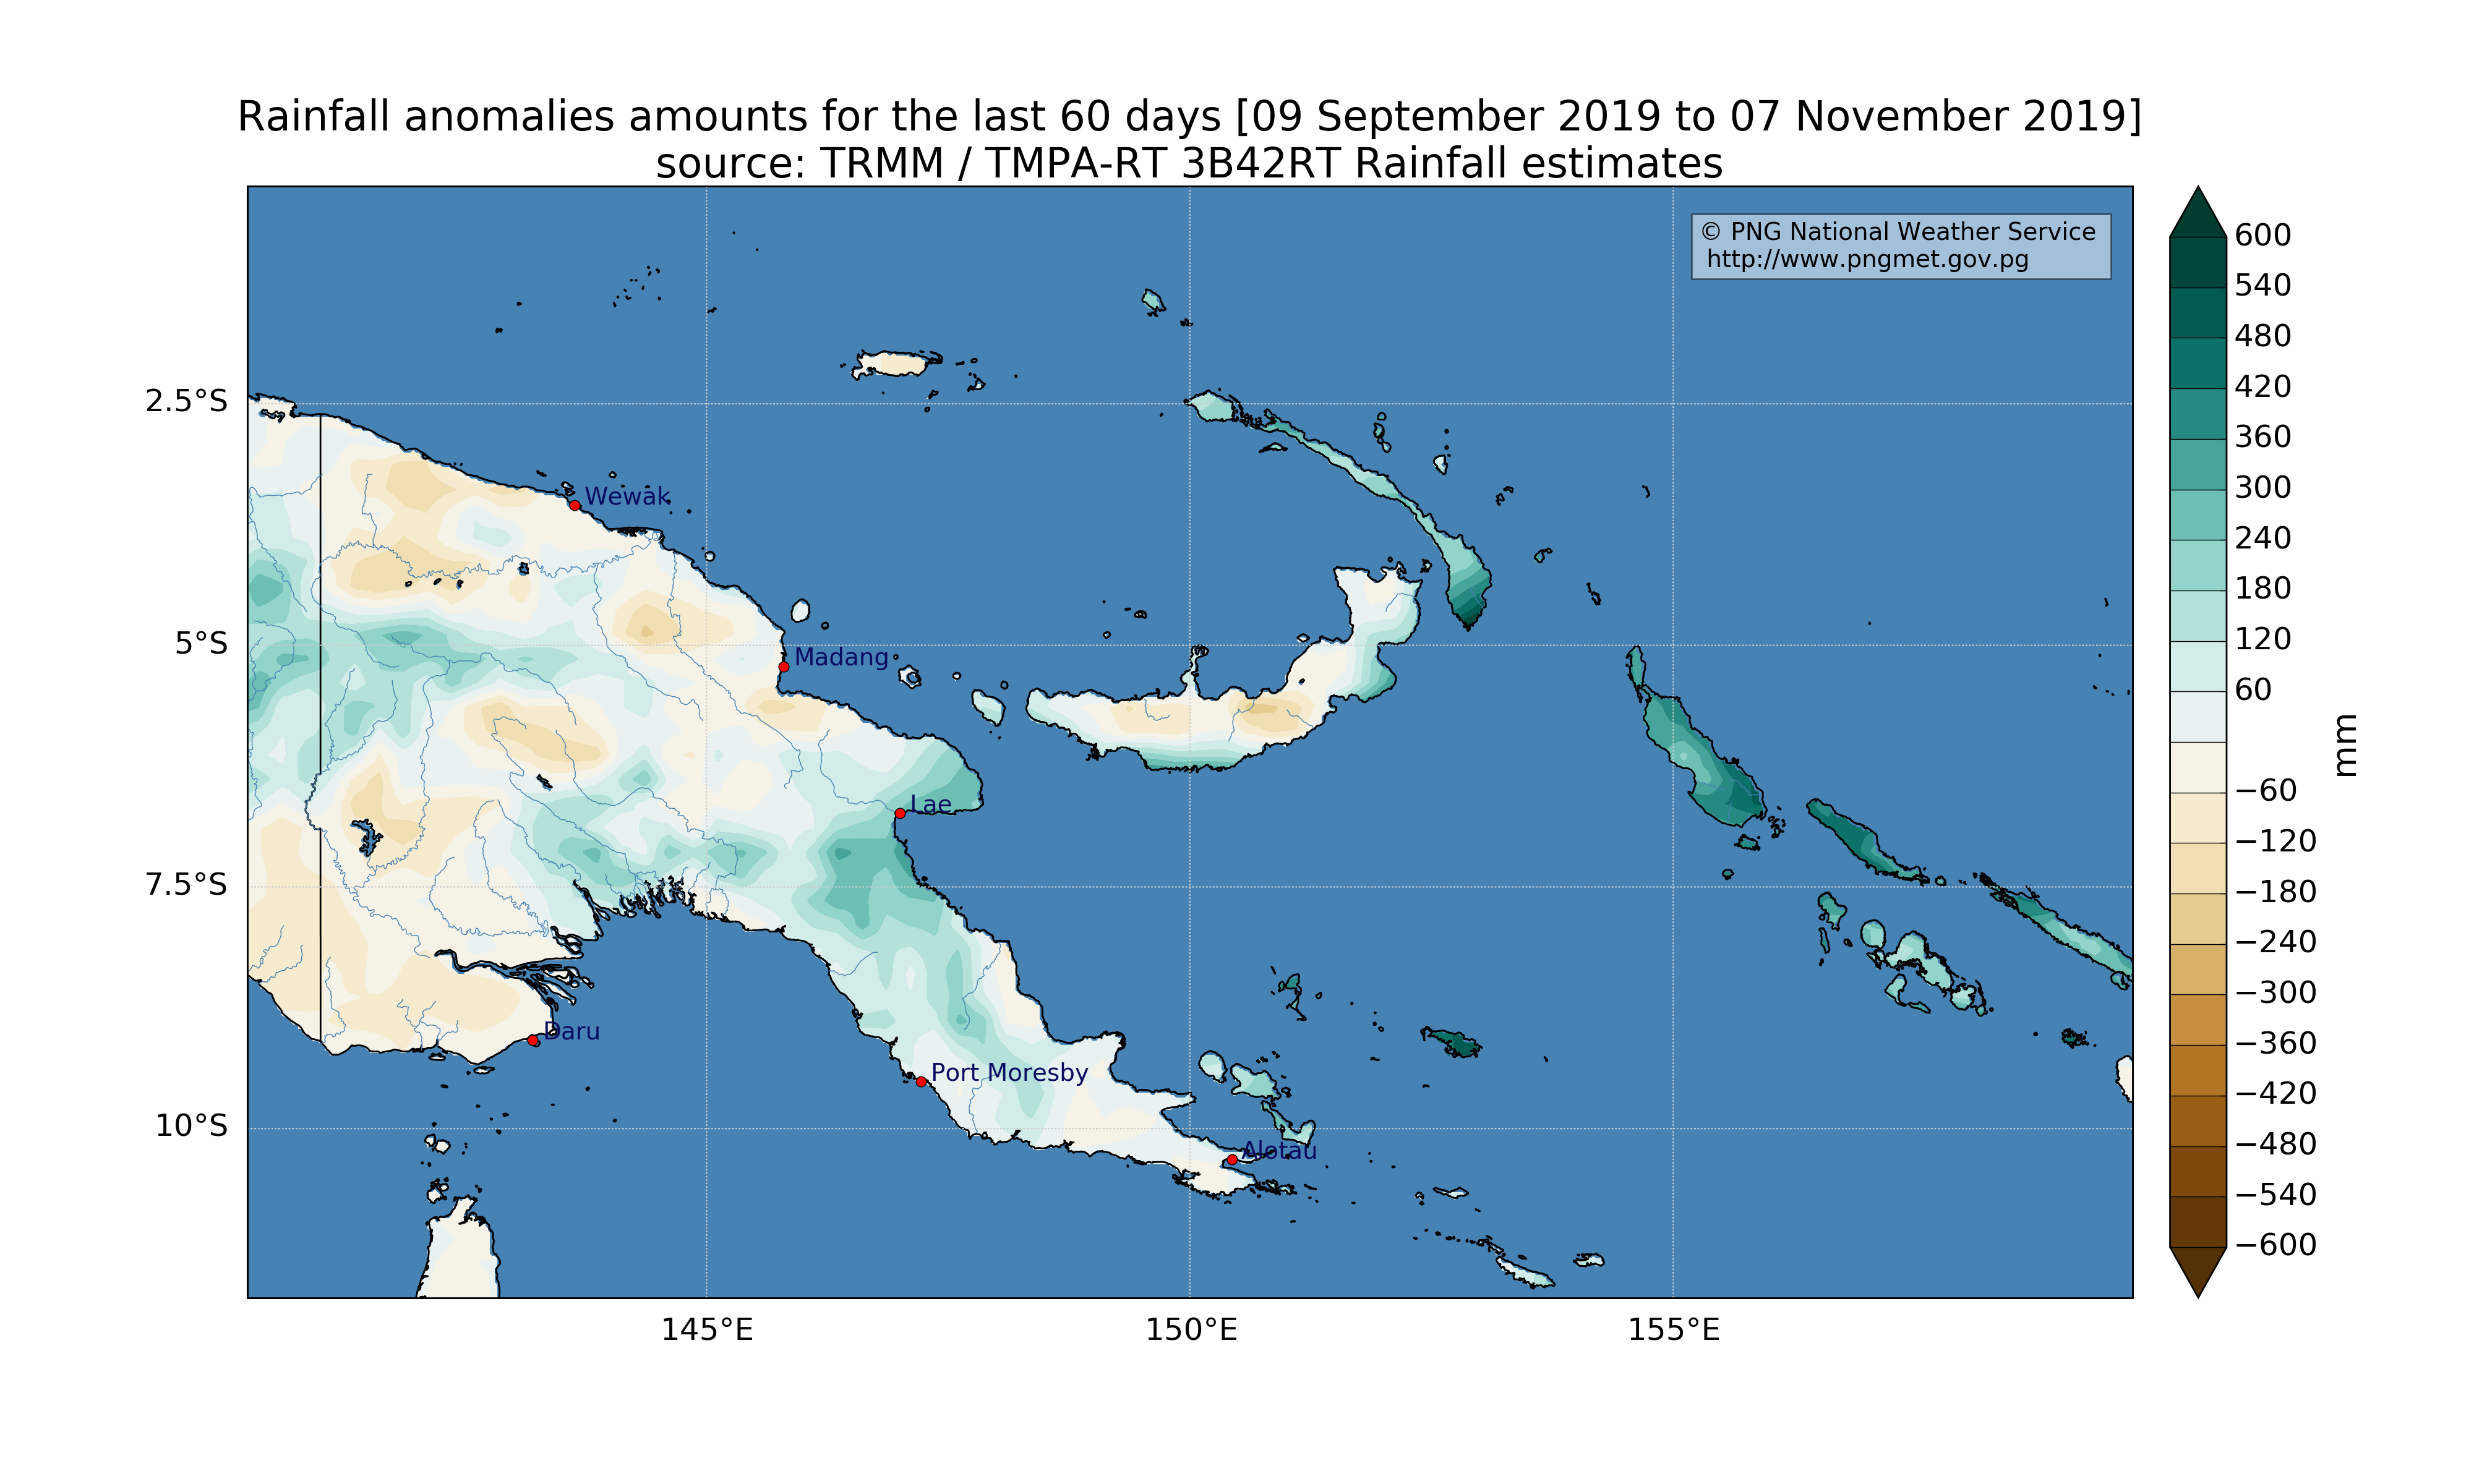 Rainfall anomalies amounts for the last 60 days [09 September 2019 to 07 November 2019]
source: TRMM / TMPA-RT 3B42RT Rainfall estimates
© PNG National Weather Service
http://www.pngmet.gov.pg
2.5°S
5°S
7.5°S
10°S
Wewak
Madang
Lae
Daru
Port Moresby
Alotau
145°E
150°E
155°E
600
540
480
420
360
300
240
180
120
60
−60
−120
−180
−240
−300
−360
−420
−480
−540
−600
mm